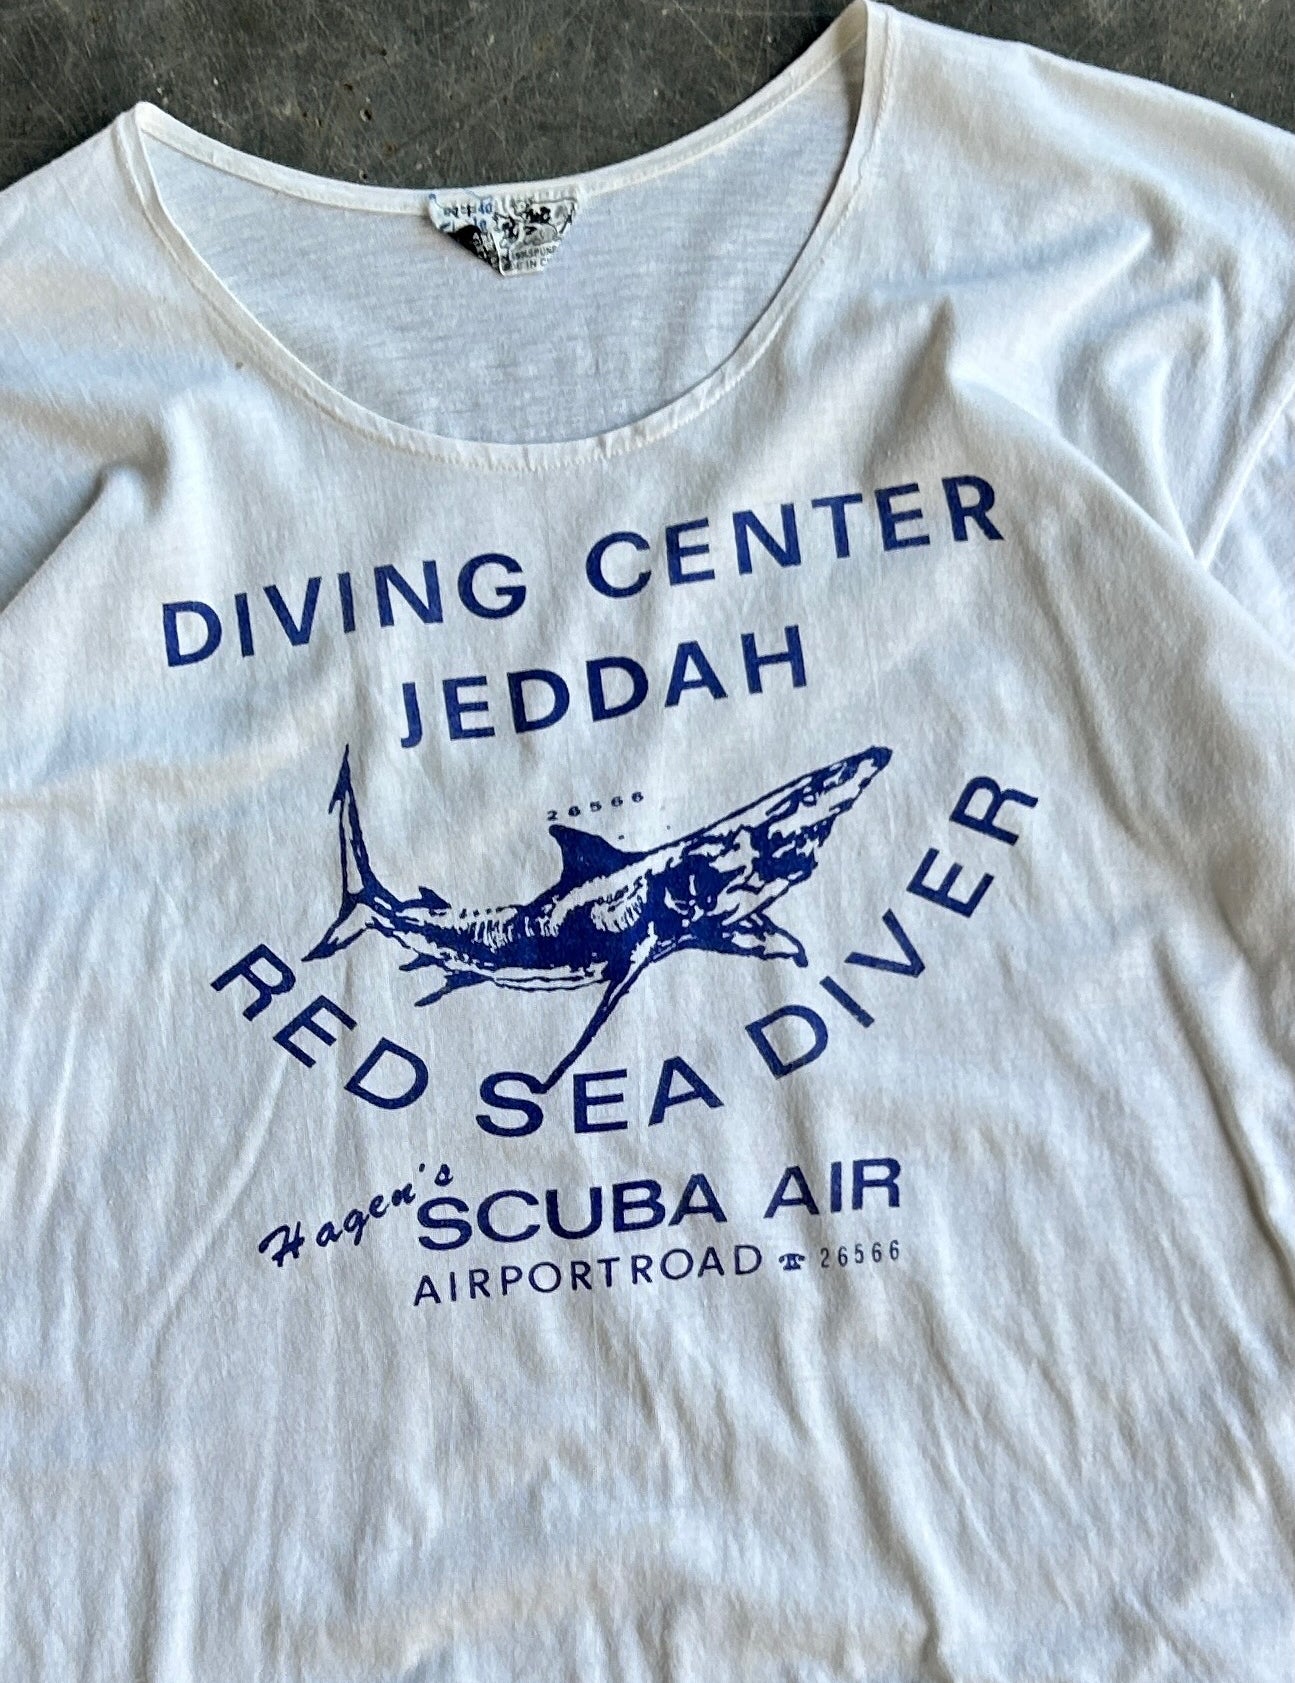 DIVING CENTER
JEDDAH
26566
RED SEA DIVER
Hagen's
SCUBA AIR
AIRPORTROAD ☎ 26566